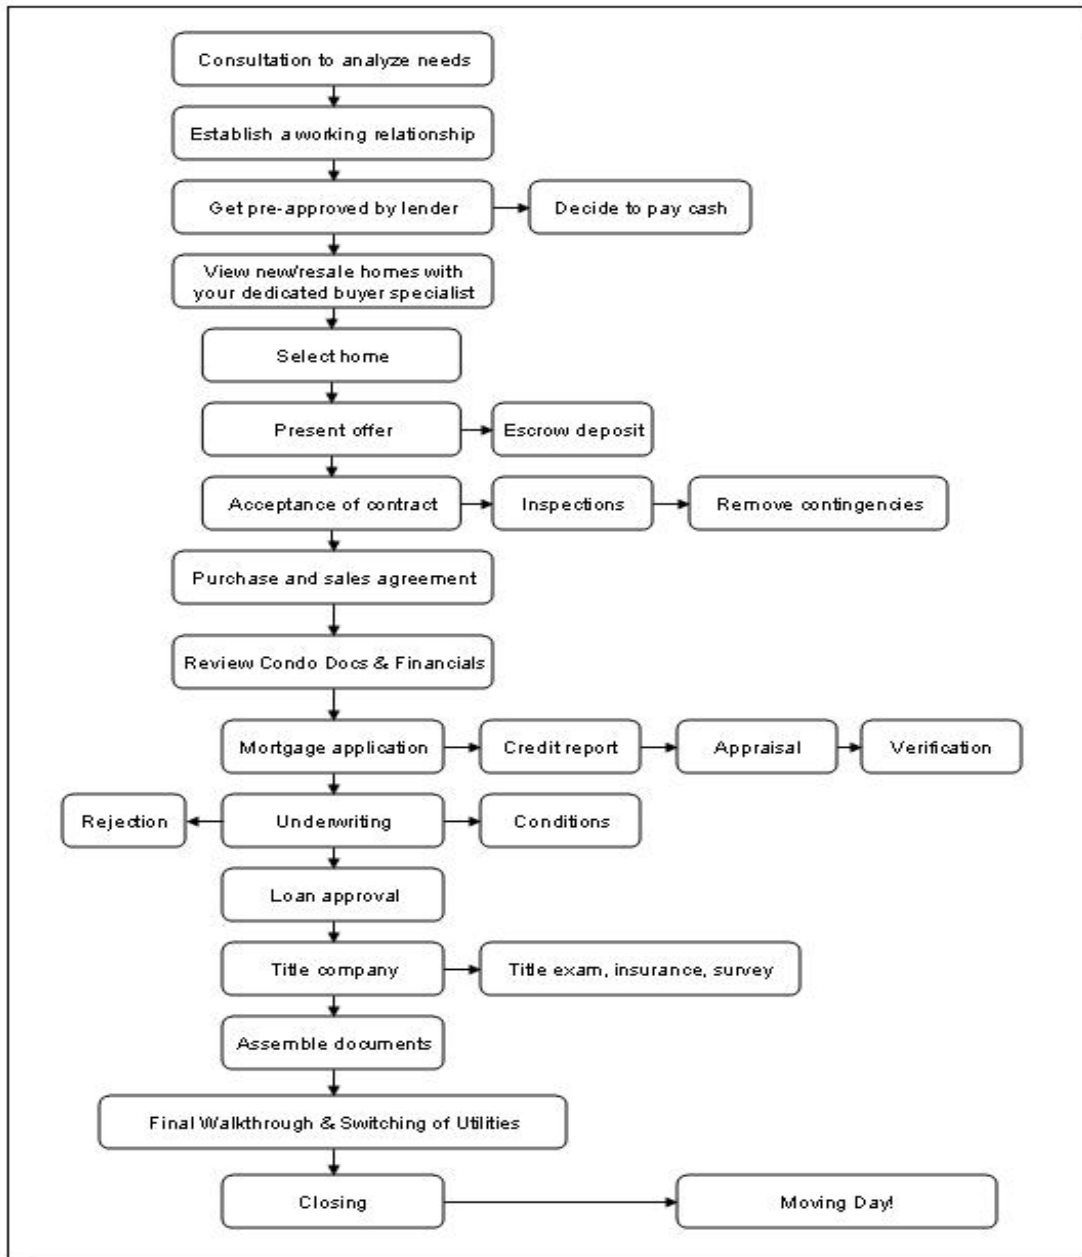 Consultation to analyze needs
Establish a working relationship
Get pre-approved by lender
Decide to pay cash
View new/resale homes with
your dedicated buyer specialist
Select home
Present offer
Escrow deposit
Acceptance of contract
Inspections
Remove contingencies
Purchase and sales agreement
Review Condo Docs & Financials
Mortgage application
Credit report
Appraisal
Verification
Rejection
Underwriting
Conditions
Loan approval
Title company
Title exam, insurance, survey
Assemble documents
Final Walkthrough & Switching of Utilities
Closing
Moving Day!